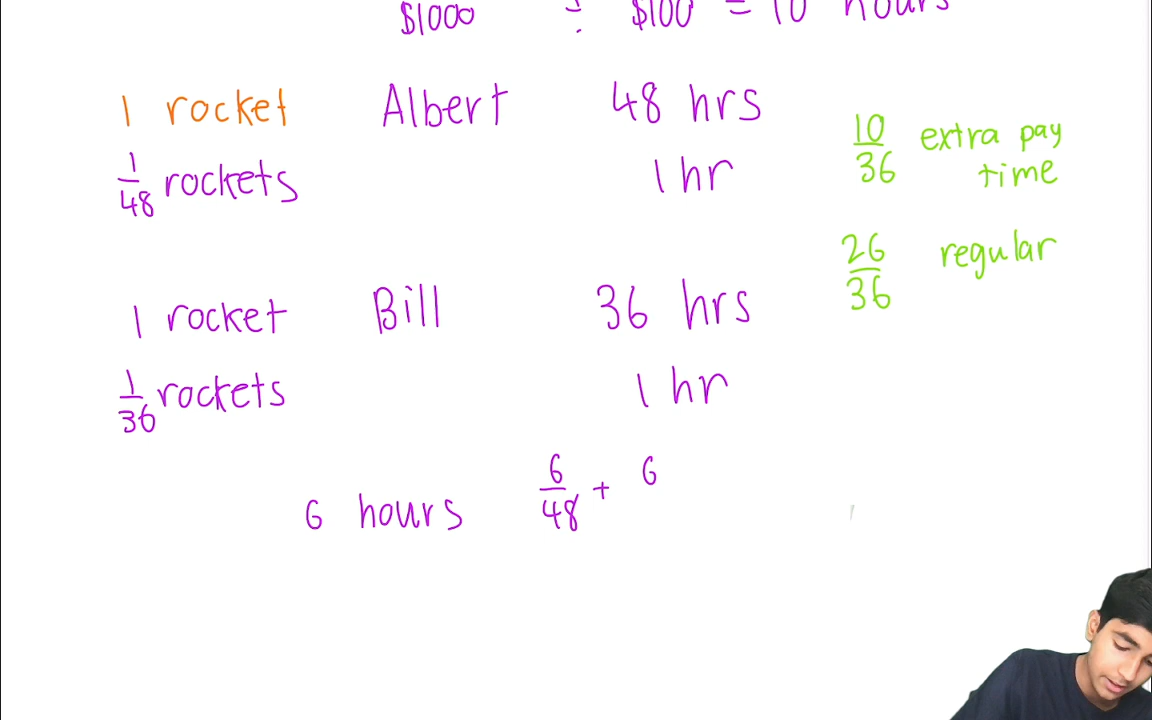 $1000 ÷ $100 = 10 hours
1 rocket Albert 48 hrs
1/48 rockets 1 hr
10/36 extra pay time
26/36 regular
1 rocket Bill 36 hrs
1/36 rockets 1 hr
6 hours 6/48 + 6